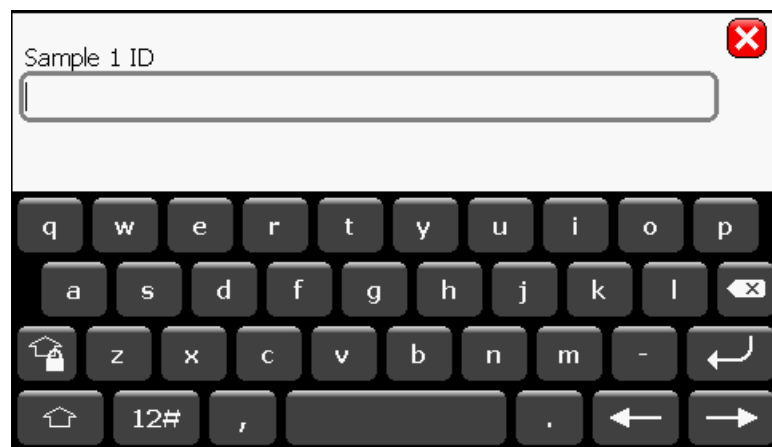 Sample 1 ID
q w e r t y u i o p
a s d f g h j k l
z x c v b n m -
12# , .